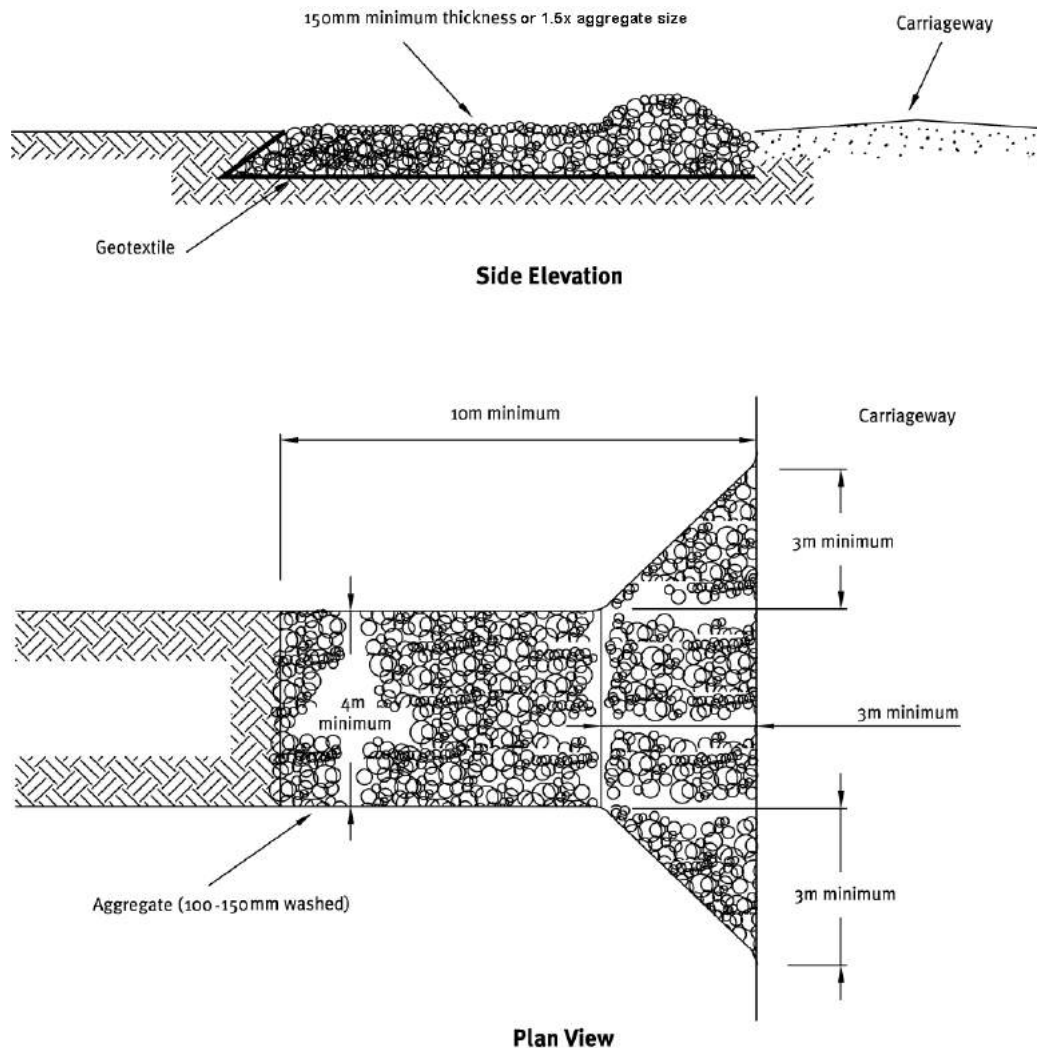 150mm minimum thickness or 1.5x aggregate size
Carriageway
Geotextile
Side Elevation
10m minimum
Carriageway
3m minimum
4m
minimum
3m minimum
Aggregate (100-150mm washed)
3m minimum
Plan View